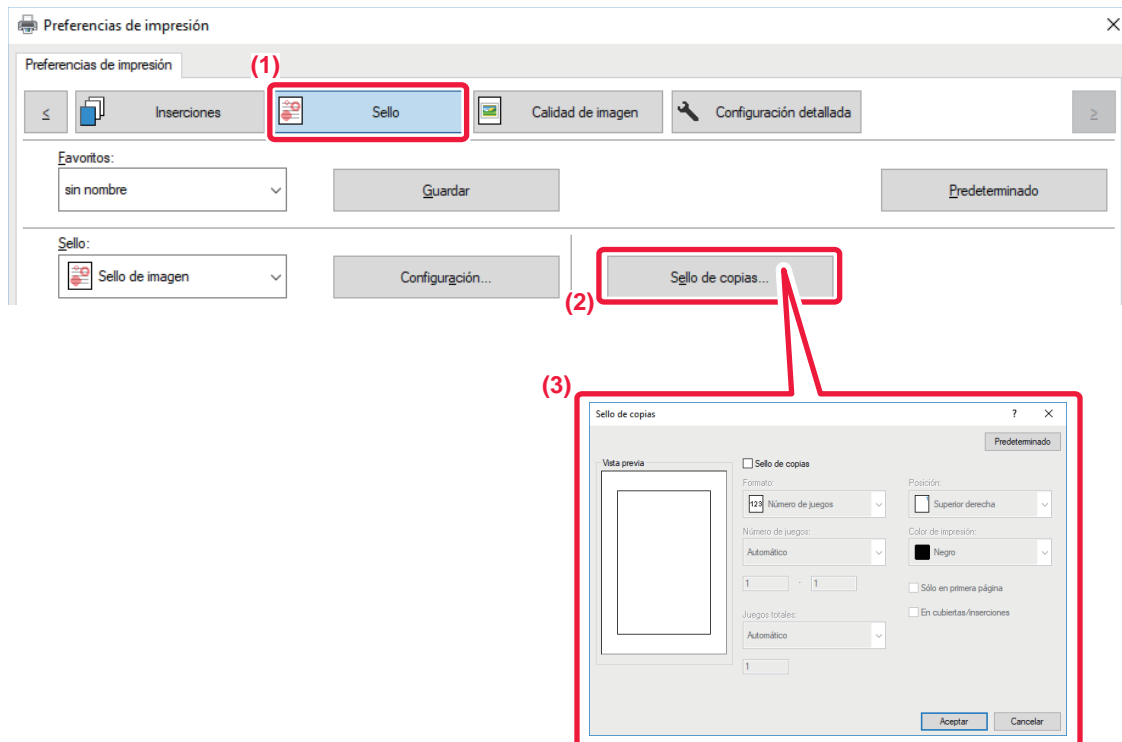 Preferencias de impresión
Preferencias de impresión
(1)
≤ Inserciones Sello Calidad de imagen Configuración detallada ≥
Favoritos:
sin nombre Guardar Predeterminado
Sello:
Sello de imagen Configuración... Sello de copias...
(2)
(3)
Sello de copias ? ×
Predeterminado
Vista previa
Sello de copias
Formato: Posición:
123 Número de juegos 1 Superior derecha
Número de juegos: Color de impresión:
Automático Negro
1 - 1 Sólo en primera página
Juegos totales: En cubiertas/inserciones
Automático
1
Aceptar Cancelar